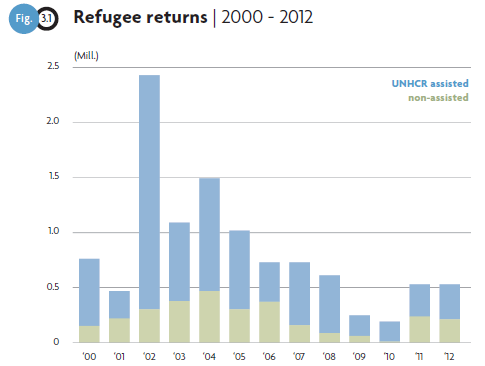 Fig. 3.1 Refugee returns | 2000 - 2012
(Mill.)
2.5
UNHCR assisted
non-assisted
2.0
1.5
1.0
0.5
0
'00 '01 '02 '03 '04 '05 '06 '07 '08 '09 '10 '11 '12